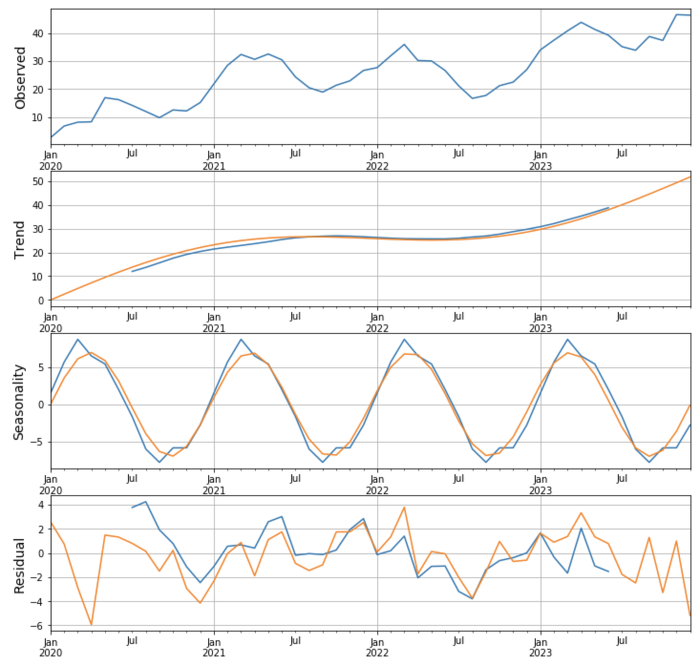 Observed
40
30
20
10
Jan
2020
Jul
Jan
2021
Jul
Jan
2022
Jul
Jan
2023
Jul
Trend
50
40
30
20
10
0
Jan
2020
Jul
Jan
2021
Jul
Jan
2022
Jul
Jan
2023
Jul
Seasonality
5
0
−5
Jan
2020
Jul
Jan
2021
Jul
Jan
2022
Jul
Jan
2023
Jul
Residual
4
2
0
−2
−4
−6
Jan
2020
Jul
Jan
2021
Jul
Jan
2022
Jul
Jan
2023
Jul